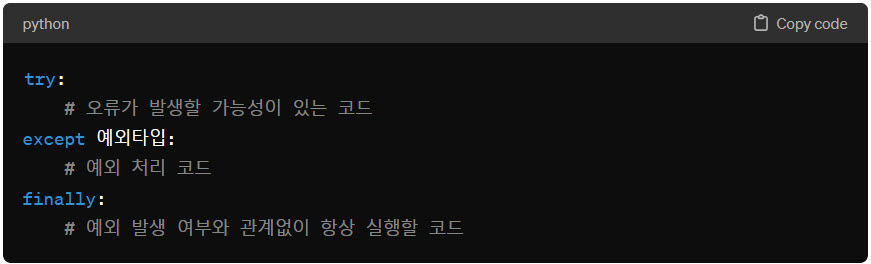 python Copy code
try:
# 오류가 발생할 가능성이 있는 코드
except 예외타입:
# 예외 처리 코드
finally:
# 예외 발생 여부와 관계없이 항상 실행할 코드